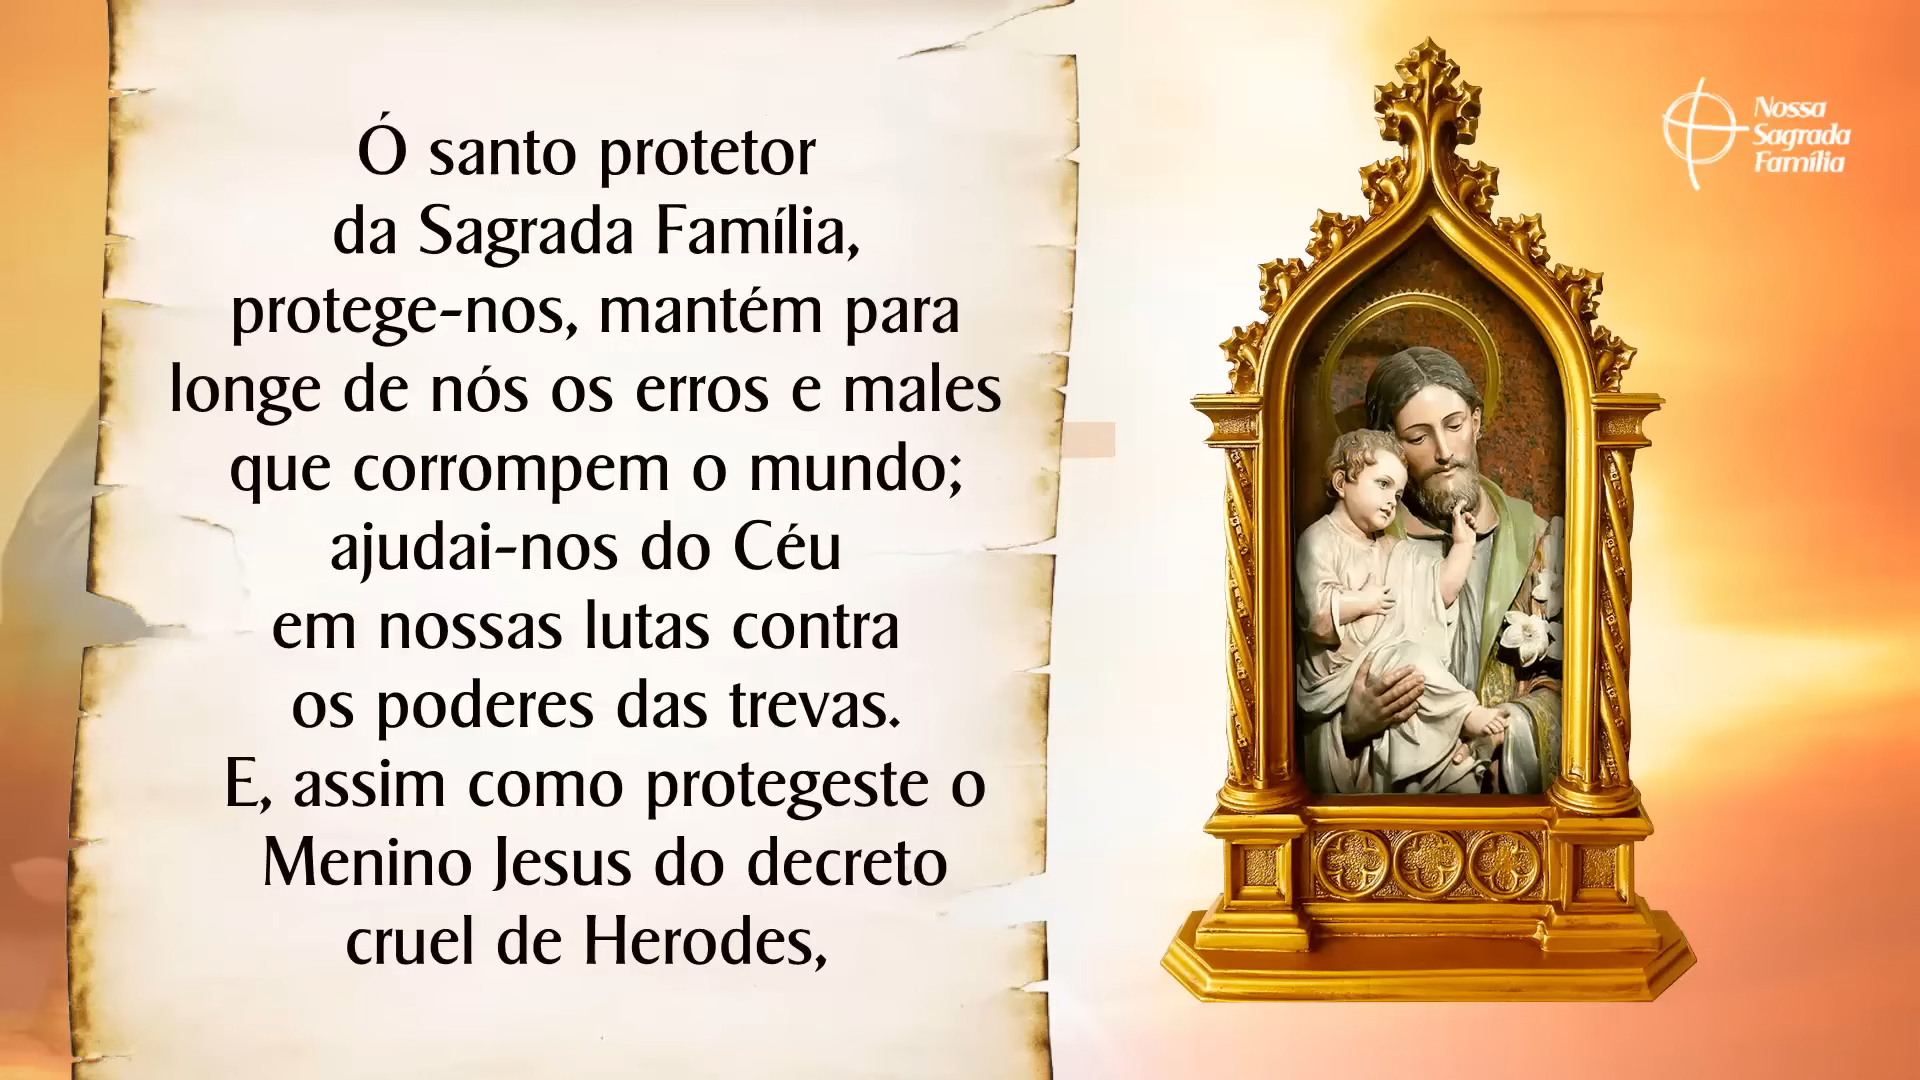 Ó santo protetor
da Sagrada Família,
protege-nos, mantém para
longe de nós os erros e males
que corrompem o mundo;
ajudai-nos do Céu
em nossas lutas contra
os poderes das trevas.
E, assim como protegeste o
Menino Jesus do decreto
cruel de Herodes,
Nossa
Sagrada
Família